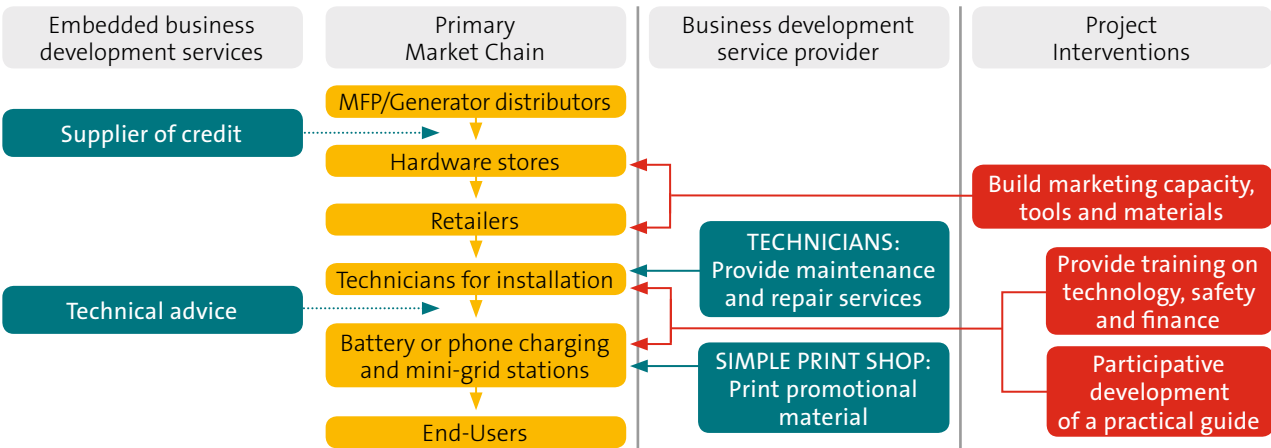 Embedded business
development services
Primary
Market Chain
Business development
service provider
Project
Interventions
MFP/Generator distributors
Supplier of credit
Hardware stores
Build marketing capacity,
tools and materials
Retailers
TECHNICIANS:
Provide maintenance
and repair services
Technicians for installation
Provide training on
technology, safety
and finance
Technical advice
Battery or phone charging
and mini-grid stations
SIMPLE PRINT SHOP:
Print promotional
material
Participative
development
of a practical guide
End-Users